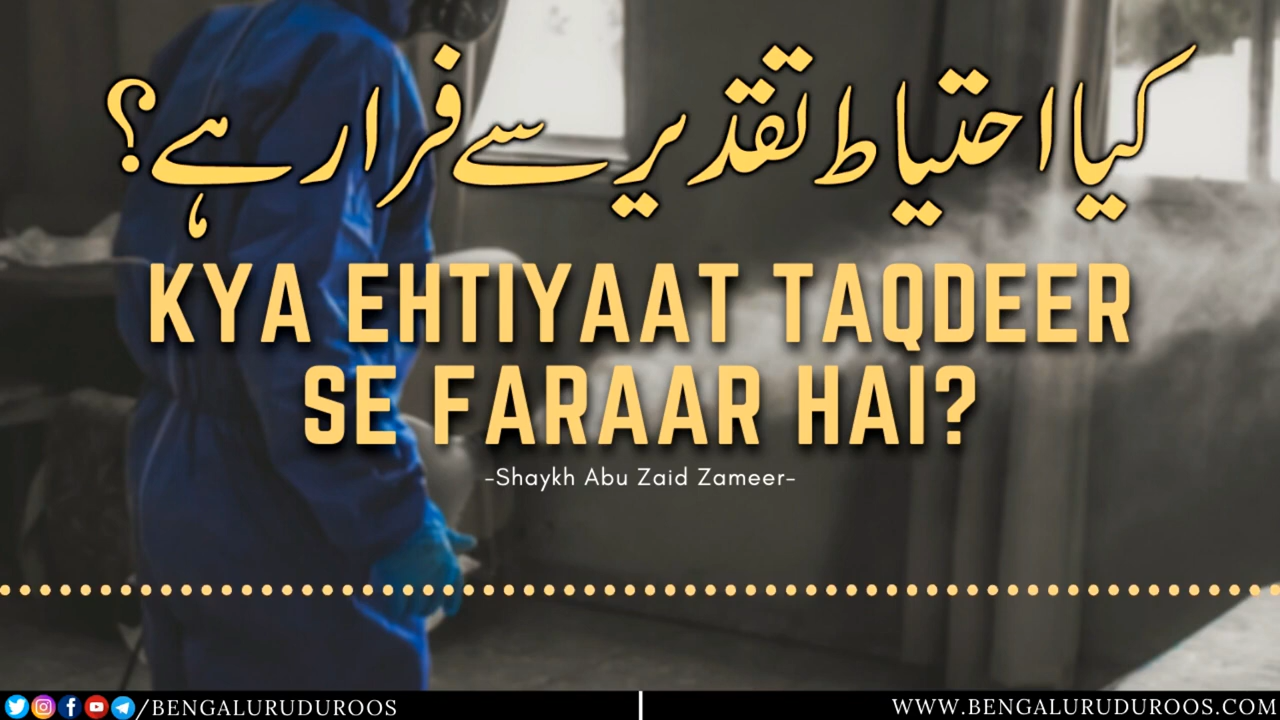 کیا احتیاط تقدیر سے فرار ہے؟
KYA EHTIYAAT TAQDEER
SE FARAAR HAI?
-Shaykh Abu Zaid Zameer-
/BENGALURUDUROOS
WWW.BENGALURUDUROOS.COM